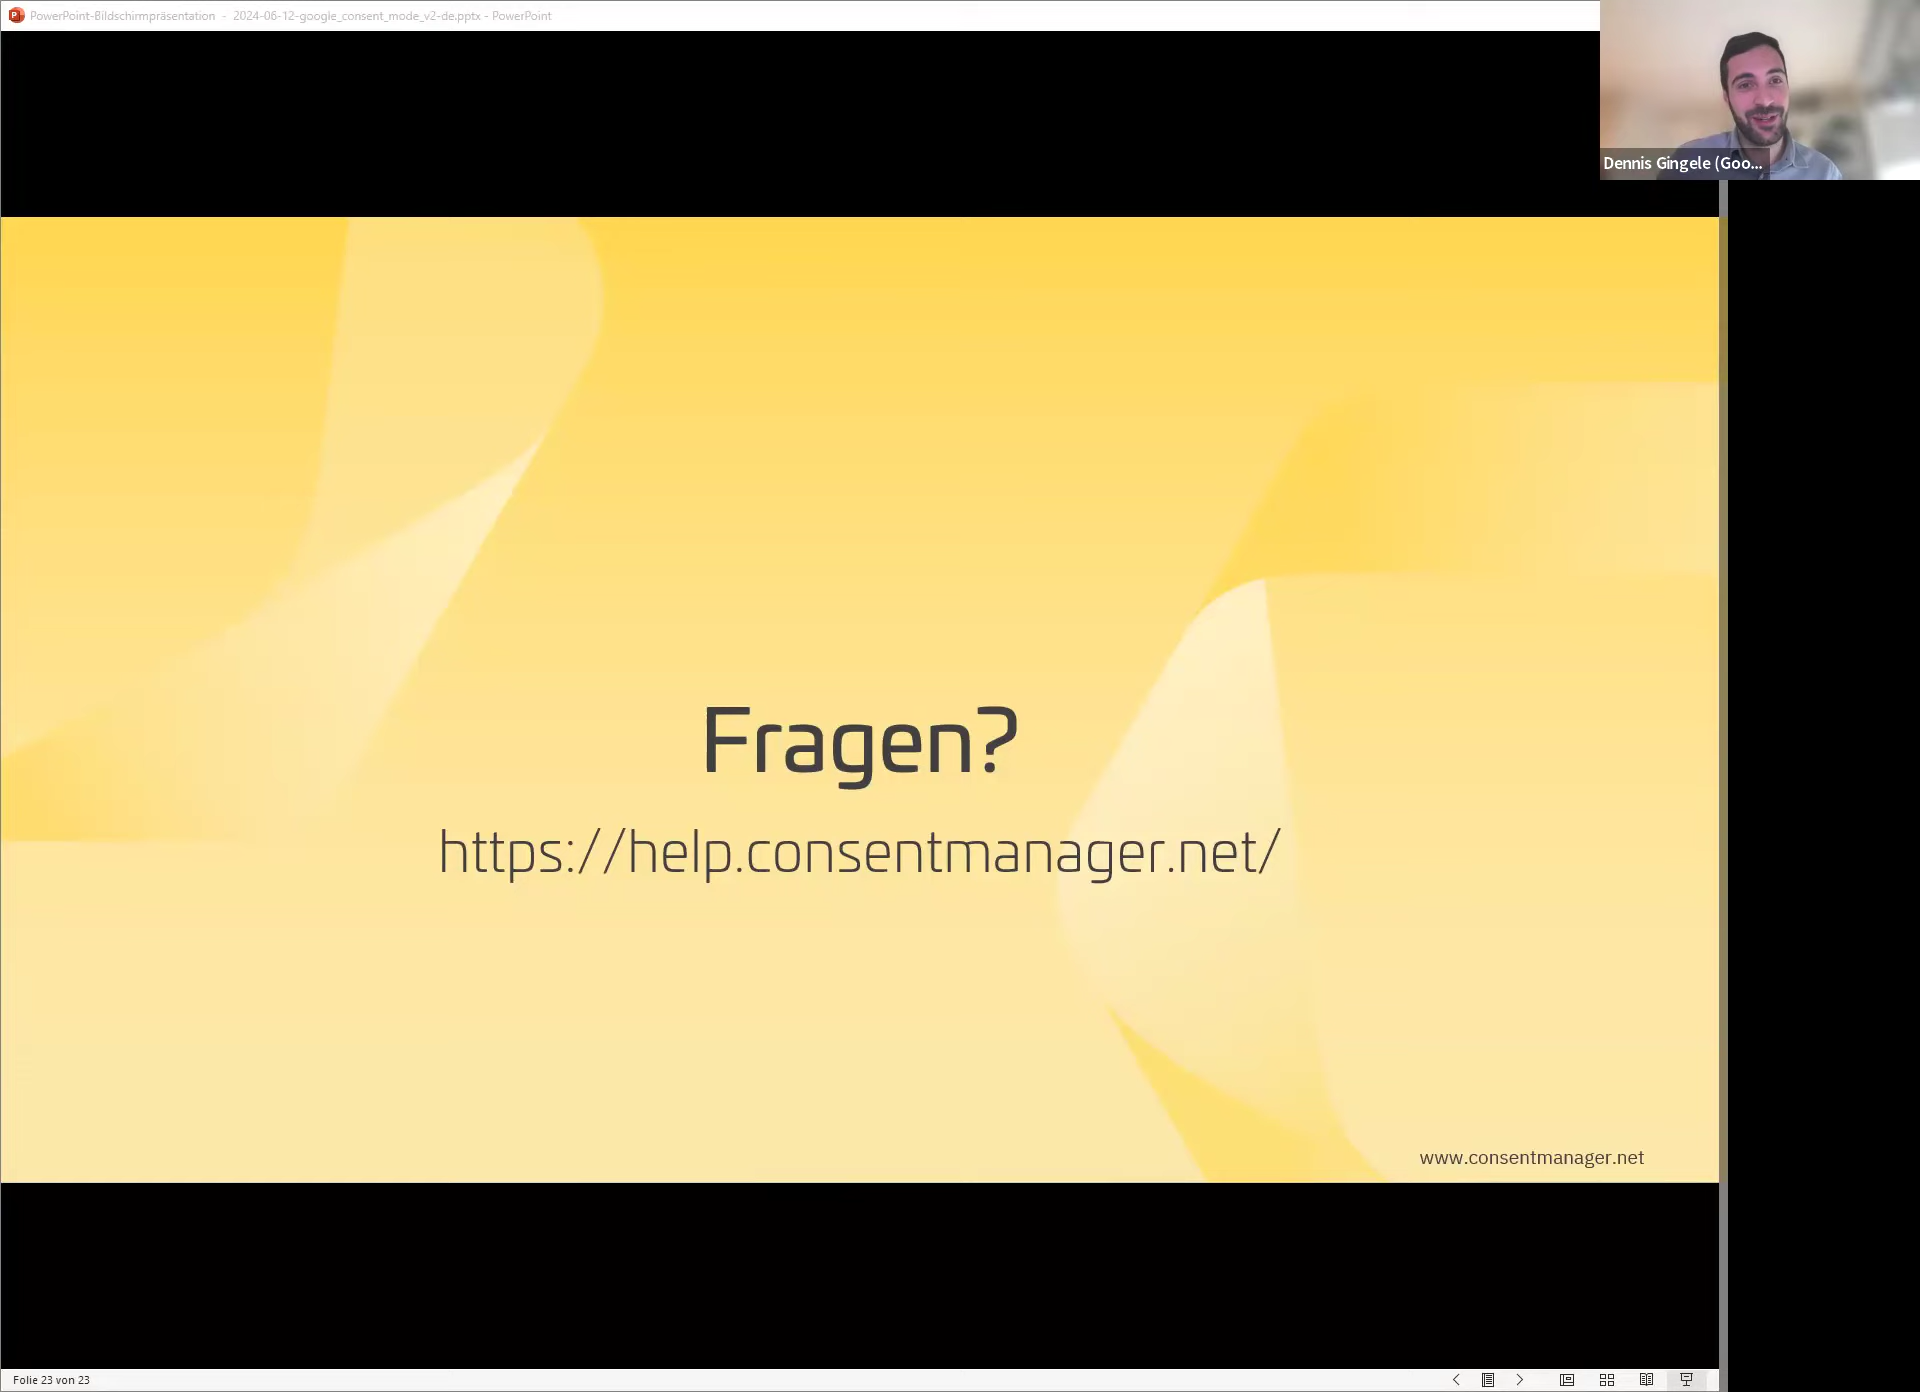 PowerPoint-Bildschirmpräsentation - 2024-06-12-google_consent_mode_v2-de.pptx - PowerPoint
Dennis Gingele (Goo...
Fragen?
https://help.consentmanager.net/
www.consentmanager.net
Folie 23 von 23